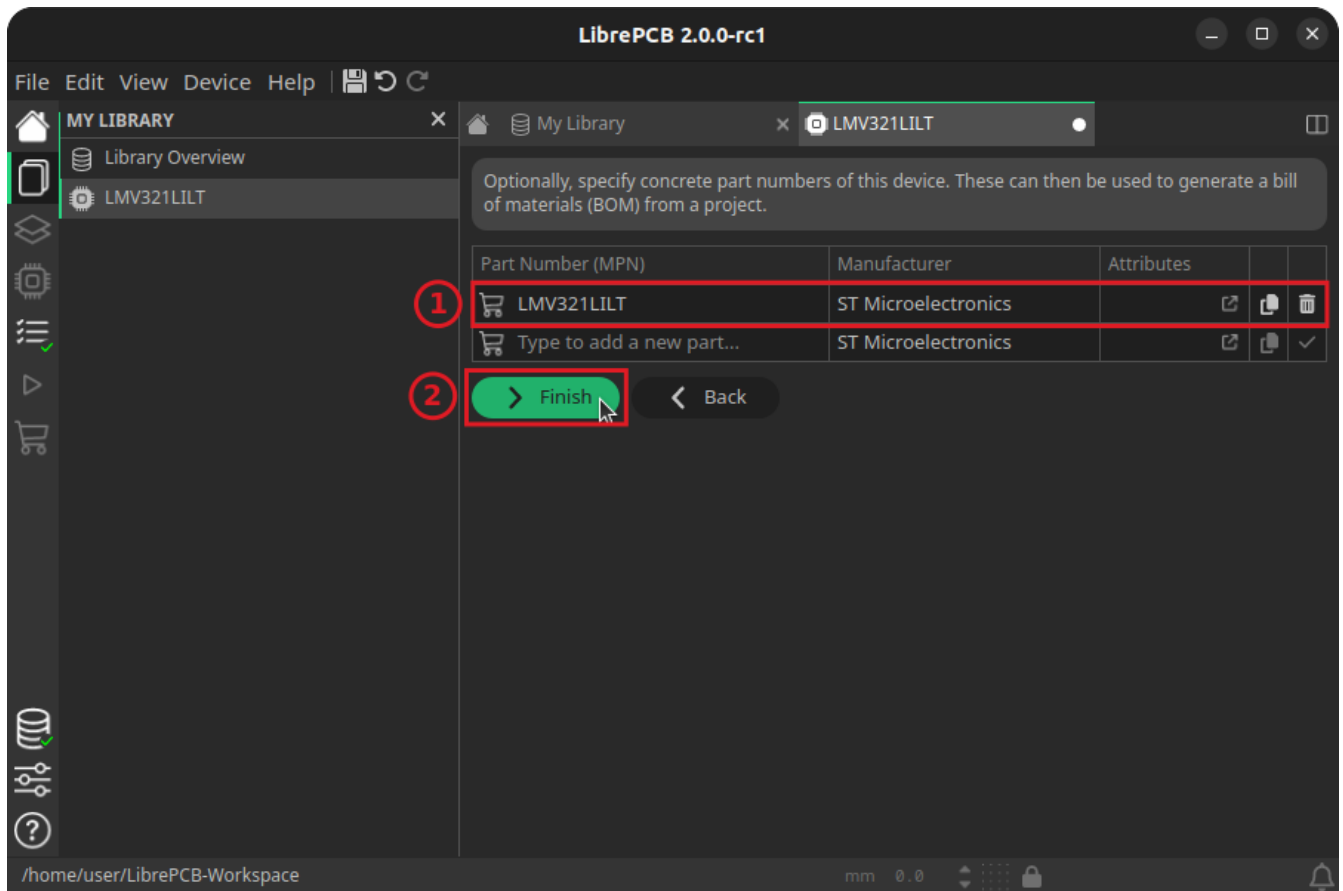 LibrePCB 2.0.0-rc1
File Edit View Device Help
MY LIBRARY
Library Overview
LMV321LILT
My Library
LMV321LILT
Optionally, specify concrete part numbers of this device. These can then be used to generate a bill
of materials (BOM) from a project.
Part Number (MPN) Manufacturer Attributes
1 LMV321LILT ST Microelectronics
Type to add a new part... ST Microelectronics
2 Finish Back
/home/user/LibrePCB-Workspace mm 0.0